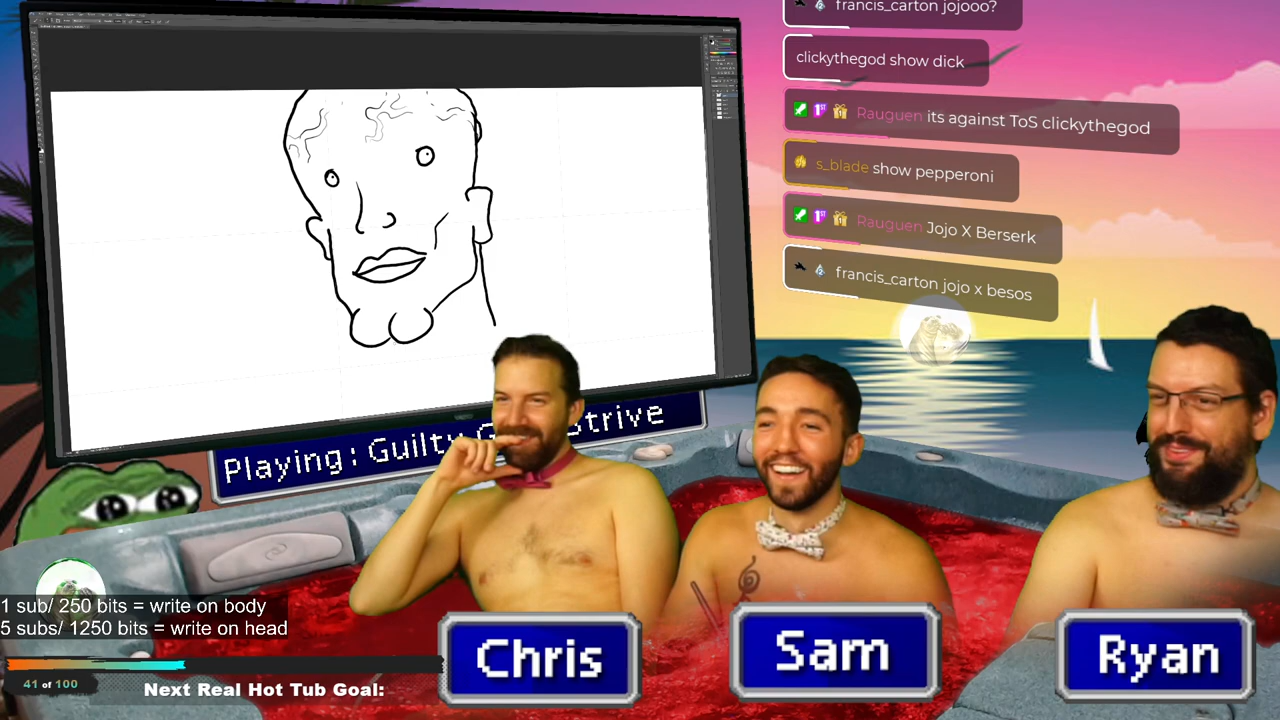 francis_carton jojooo?
clickythegod show dick
Rauguen its against ToS clickythegod
s_blade show pepperoni
Rauguen Jojo X Berserk
francis_carton jojo x besos
Playing : Guilty G Strive
1 sub/ 250 bits = write on body
5 subs/ 1250 bits = write on head
41 of 100
Next Real Hot Tub Goal:
Chris
Sam
Ryan